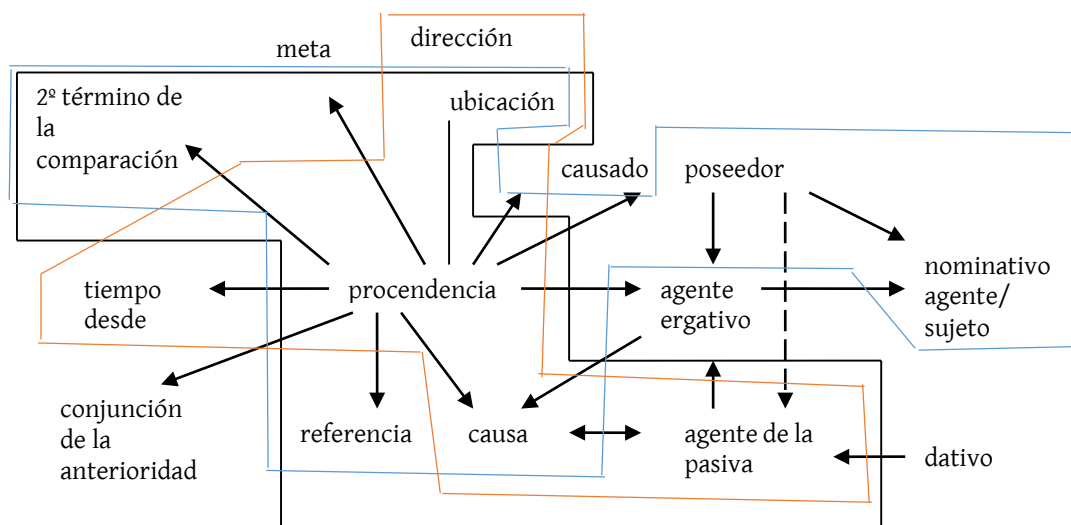 dirección
meta
2º término de
la
comparación
ubicación
causado
poseedor
tiempo
desde
procendencia
agente
ergativo
nominativo
agente/
sujeto
conjunción
de la
anterioridad
referencia
causa
agente de la
pasiva
dativo